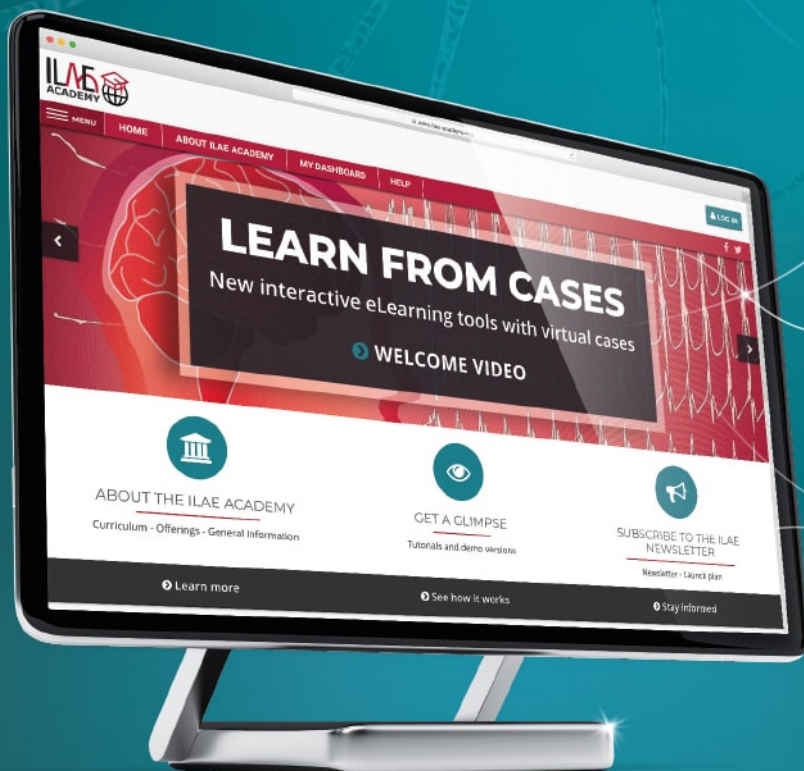 ILAE
ACADEMY
MENU
HOME
ABOUT ILAE ACADEMY
MY DASHBOARD
HELP
LOG IN
LEARN FROM CASES
New interactive eLearning tools with virtual cases
WELCOME VIDEO
ABOUT THE ILAE ACADEMY
Curriculum - Offerings - General Information
GET A GLIMPSE
Tutorials and demo versions
SUBSCRIBE TO THE ILAE
NEWSLETTER
Newsletter - Launch plan
Learn more
See how it works
Stay informed